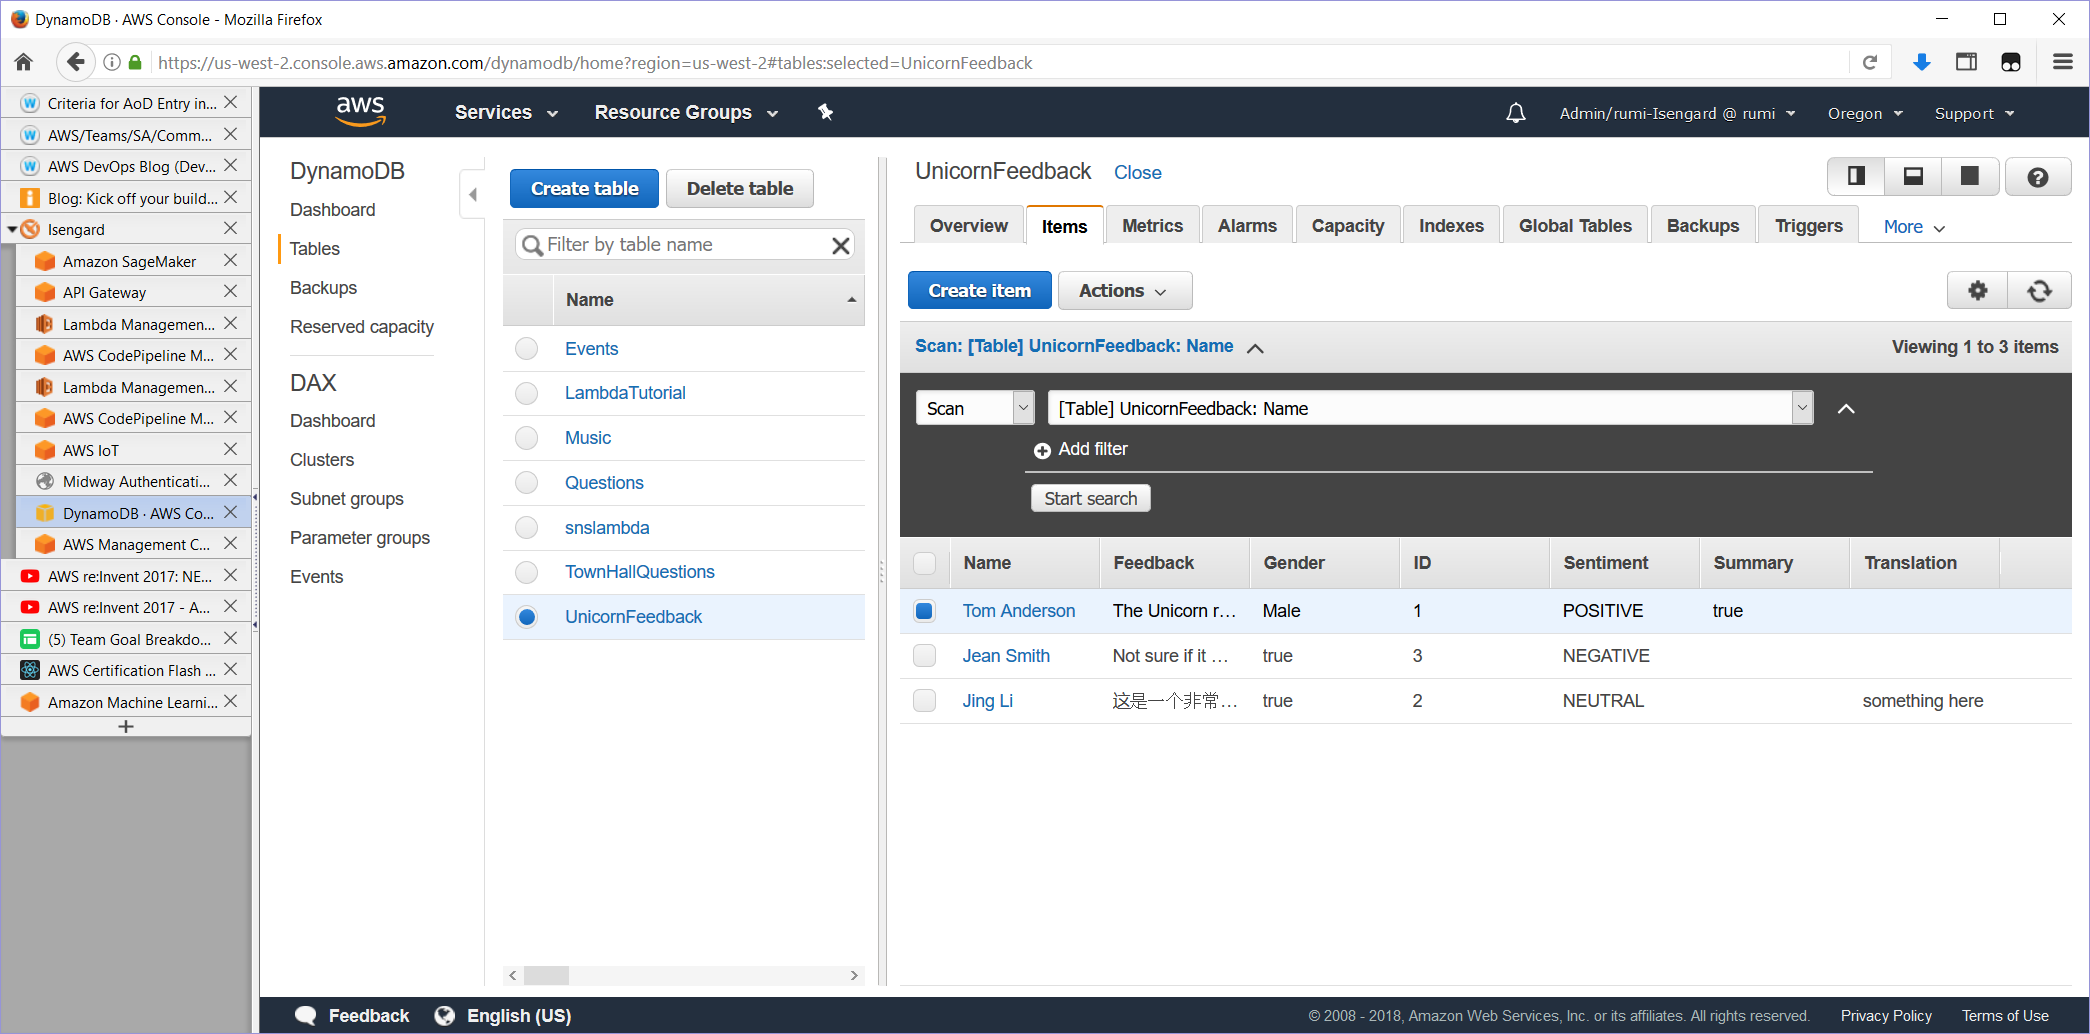 DynamoDB · AWS Console - Mozilla Firefox
https://us-west-2.console.aws.amazon.com/dynamodb/home?region=us-west-2#tables:selected=UnicornFeedback
Criteria for AoD Entry in...
AWS/Teams/SA/Comm...
AWS DevOps Blog (Dev...
Blog: Kick off your build...
Isengard
Amazon SageMaker
API Gateway
Lambda Managemen...
AWS CodePipeline M...
Lambda Managemen...
AWS CodePipeline M...
AWS IoT
Midway Authenticati...
DynamoDB · AWS Co...
AWS Management C...
AWS re:Invent 2017: NE...
AWS re:Invent 2017 - A...
(5) Team Goal Breakdo...
AWS Certification Flash ...
Amazon Machine Learni...
aws Services Resource Groups Admin/rumi-Isengard @ rumi Oregon Support
DynamoDB
Dashboard
Tables
Backups
Reserved capacity
DAX
Dashboard
Clusters
Subnet groups
Parameter groups
Events
Create table Delete table
Filter by table name
Name
Events
LambdaTutorial
Music
Questions
snslambda
TownHallQuestions
UnicornFeedback
UnicornFeedback Close
Overview Items Metrics Alarms Capacity Indexes Global Tables Backups Triggers More
Create item Actions
Scan: [Table] UnicornFeedback: Name Viewing 1 to 3 items
Scan [Table] UnicornFeedback: Name
Add filter
Start search
Name Feedback Gender ID Sentiment Summary Translation
Tom Anderson The Unicorn r... Male 1 POSITIVE true
Jean Smith Not sure if it ... true 3 NEGATIVE
Jing Li 这是一个非常... true 2 NEUTRAL something here
Feedback English (US) © 2008 - 2018, Amazon Web Services, Inc. or its affiliates. All rights reserved. Privacy Policy Terms of Use